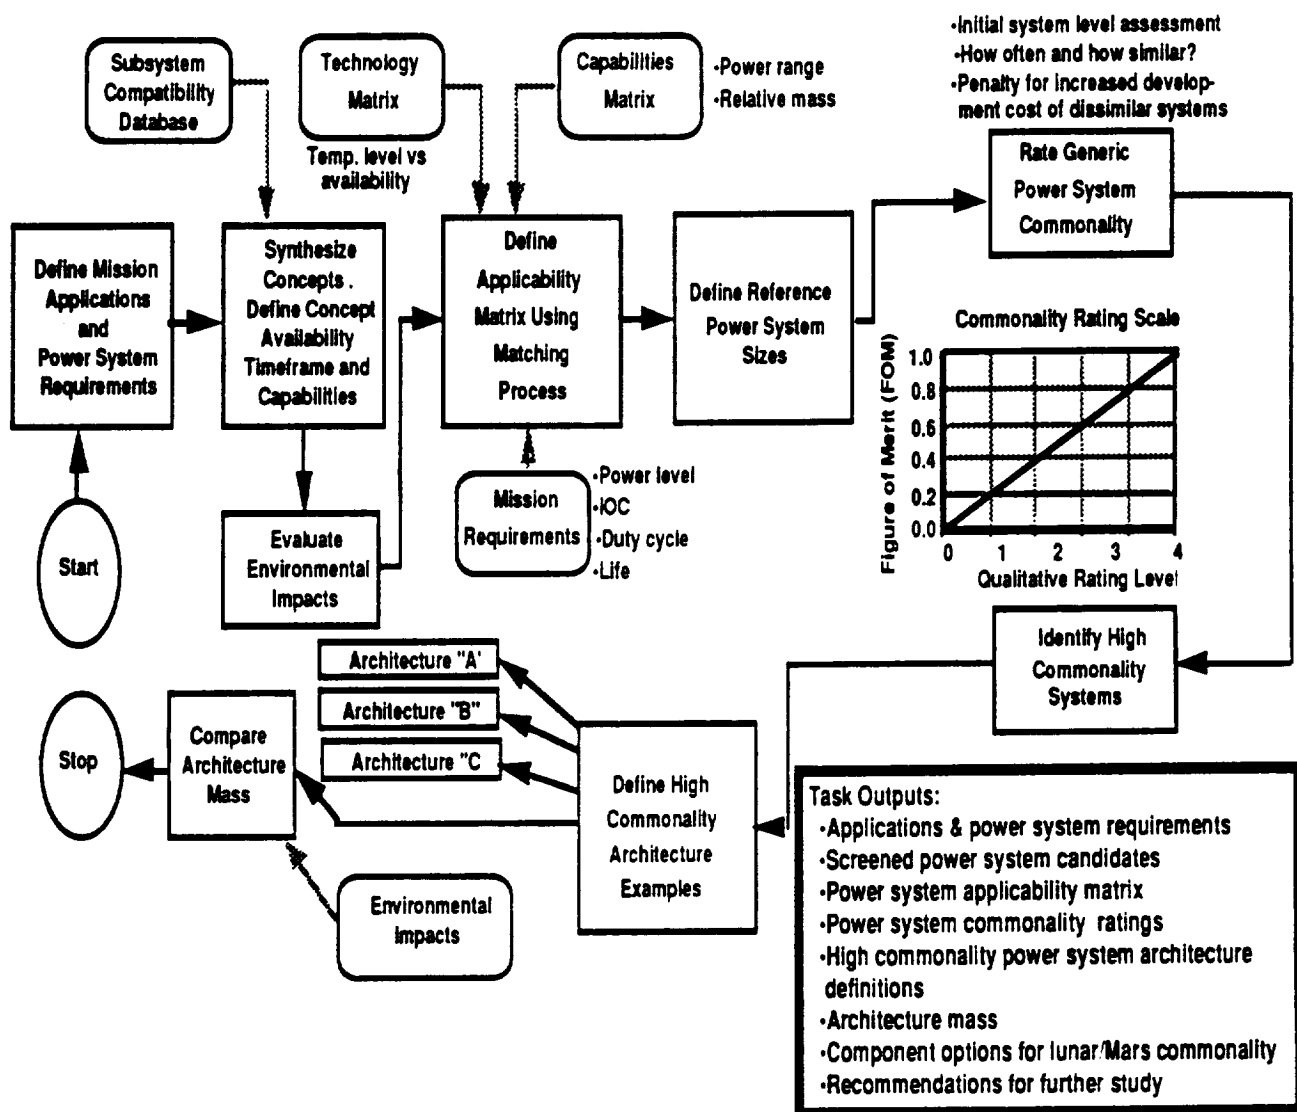 Subsystem
Compatibility
Database
Technology
Matrix
Temp. level vs
availability
Capabilities
Matrix
·Power range
·Relative mass
·Initial system level assessment
·How often and how similar?
·Penalty for increased develop-
ment cost of dissimilar systems
Rate Generic
Power System
Commonality
Define Mission
Applications
and
Power System
Requirements
Synthesize
Concepts .
Define Concept
Availability
Timeframe and
Capabilities
Define
Applicability
Matrix Using
Matching
Process
Define Reference
Power System
Sizes
Commonality Rating Scale
Figure of Merit (FOM)
1.0
0.8
0.6
0.4
0.2
0.0
0 1 2 3 4
Qualitative Rating Level
Start
Evaluate
Environmental
Impacts
Mission
Requirements
·Power level
·IOC
·Duty cycle
·Life
Identify High
Commonality
Systems
Architecture "A'
Architecture "B"
Architecture "C
Stop
Compare
Architecture
Mass
Define High
Commonality
Architecture
Examples
Environmental
Impacts
Task Outputs:
·Applications & power system requirements
·Screened power system candidates
·Power system applicability matrix
·Power system commonality ratings
·High commonality power system architecture
definitions
·Architecture mass
·Component options for lunar/Mars commonality
·Recommendations for further study